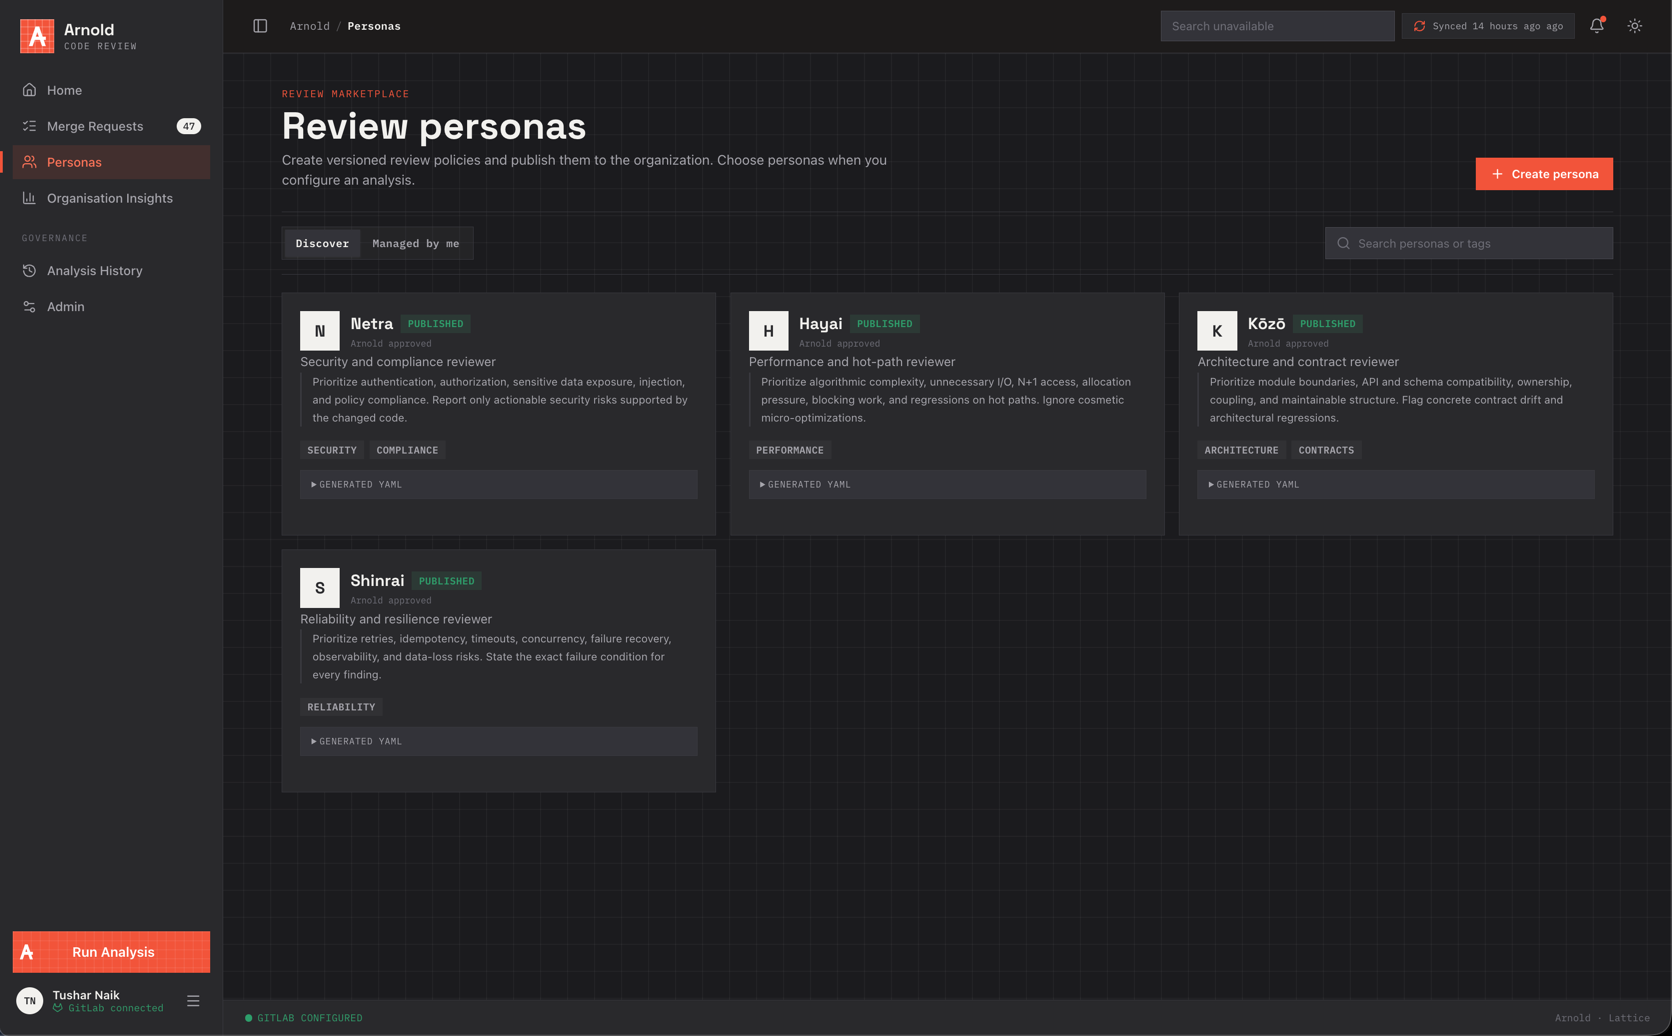 Arnold
CODE REVIEW
Home
Merge Requests 47
Personas
Organisation Insights
GOVERNANCE
Analysis History
Admin
Run Analysis
TN
Tushar Naik
GitLab connected
Arnold / Personas
Search unavailable
Synced 14 hours ago ago
REVIEW MARKETPLACE
Review personas
Create versioned review policies and publish them to the organization. Choose personas when you
configure an analysis.
+ Create persona
Discover
Managed by me
Search personas or tags
N
Netra PUBLISHED
Arnold approved
Security and compliance reviewer
Prioritize authentication, authorization, sensitive data exposure, injection,
and policy compliance. Report only actionable security risks supported by
the changed code.
SECURITY COMPLIANCE
GENERATED YAML
H
Hayai PUBLISHED
Arnold approved
Performance and hot-path reviewer
Prioritize algorithmic complexity, unnecessary I/O, N+1 access, allocation
pressure, blocking work, and regressions on hot paths. Ignore cosmetic
micro-optimizations.
PERFORMANCE
GENERATED YAML
K
Kōzō PUBLISHED
Arnold approved
Architecture and contract reviewer
Prioritize module boundaries, API and schema compatibility, ownership,
coupling, and maintainable structure. Flag concrete contract drift and
architectural regressions.
ARCHITECTURE CONTRACTS
GENERATED YAML
S
Shinrai PUBLISHED
Arnold approved
Reliability and resilience reviewer
Prioritize retries, idempotency, timeouts, concurrency, failure recovery,
observability, and data-loss risks. State the exact failure condition for
every finding.
RELIABILITY
GENERATED YAML
GITLAB CONFIGURED
Arnold · Lattice